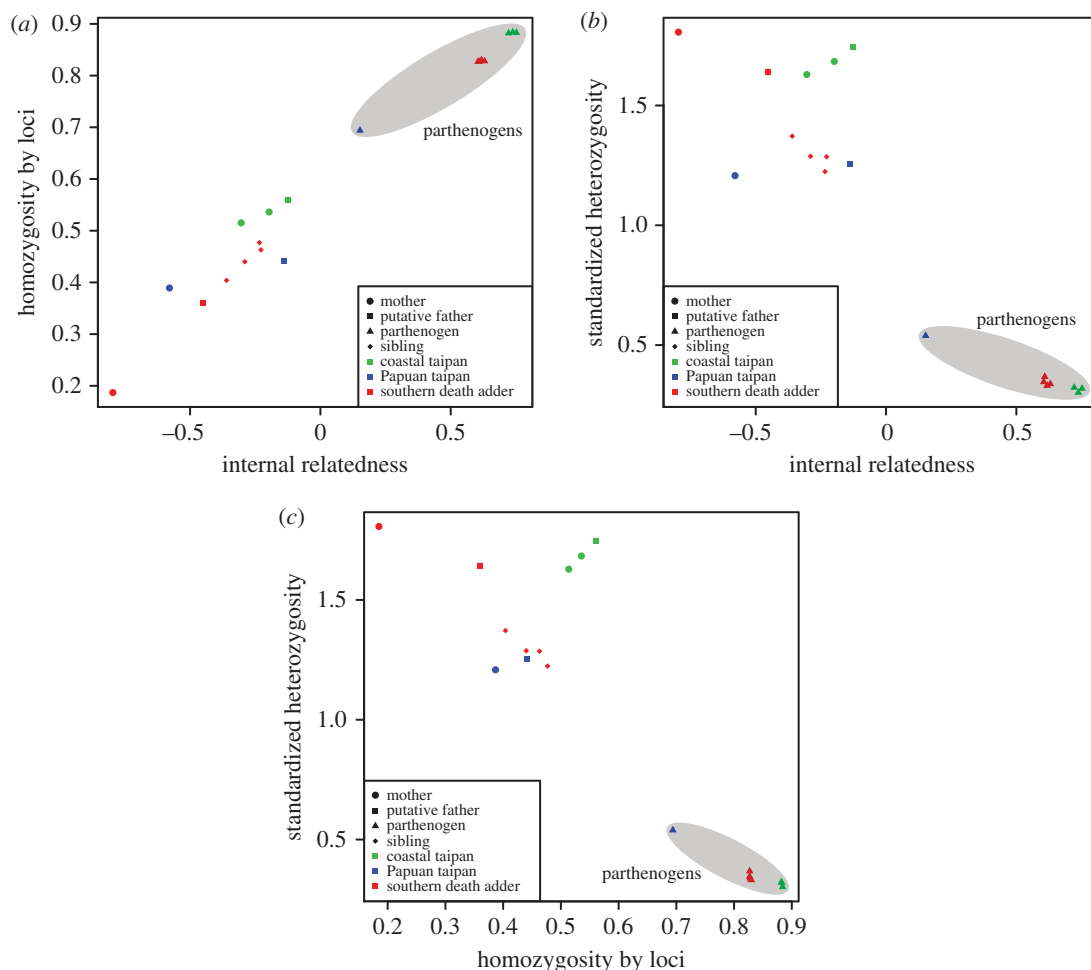 (a)
0.9
0.8
0.7
0.6
0.5
0.4
0.3
0.2
homozygosity by loci
parthenogens
mother
putative father
parthenogen
sibling
coastal taipan
Papuan taipan
southern death adder
–0.5
0
0.5
internal relatedness
(b)
1.5
1.0
0.5
standardized heterozygosity
parthenogens
mother
putative father
parthenogen
sibling
coastal taipan
Papuan taipan
southern death adder
–0.5
0
0.5
internal relatedness
(c)
1.5
1.0
0.5
standardized heterozygosity
mother
putative father
parthenogen
sibling
coastal taipan
Papuan taipan
southern death adder
parthenogens
0.2
0.3
0.4
0.5
0.6
0.7
0.8
0.9
homozygosity by loci